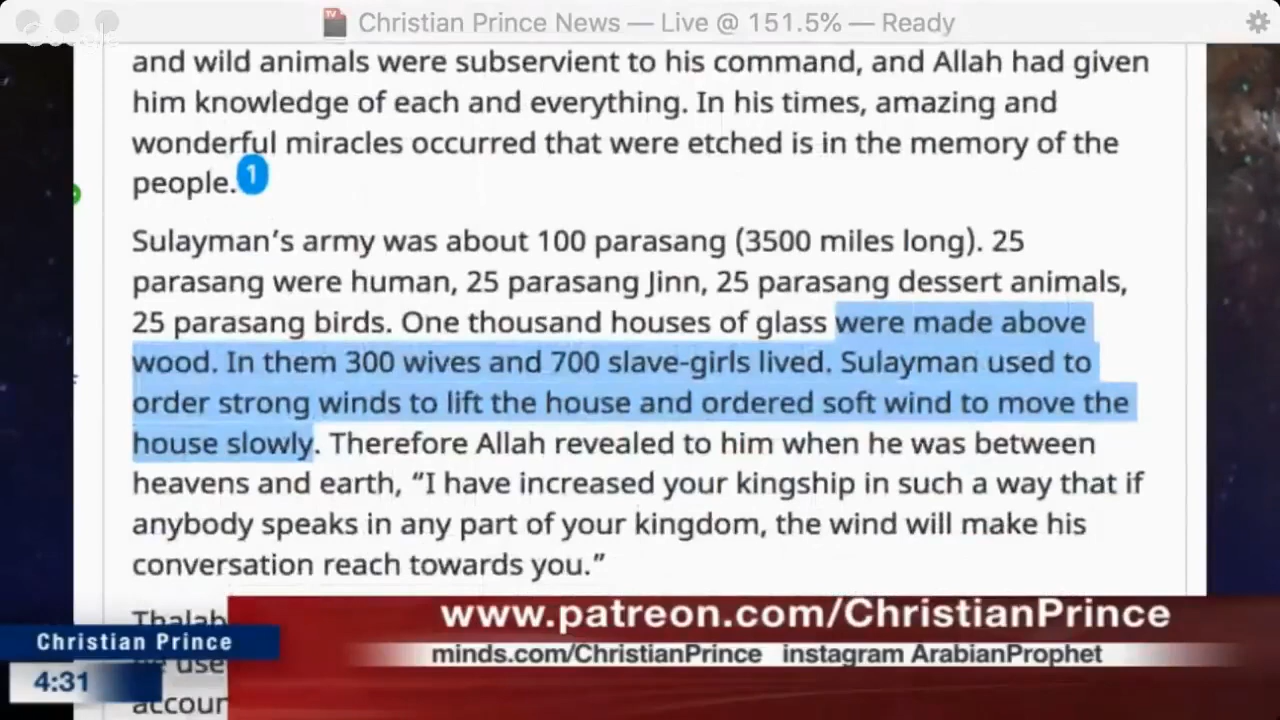 Christian Prince News — Live @ 151.5% — Ready
and wild animals were subservient to his command, and Allah had given
him knowledge of each and everything. In his times, amazing and
wonderful miracles occurred that were etched is in the memory of the
people.1
Sulayman’s army was about 100 parasang (3500 miles long). 25
parasang were human, 25 parasang Jinn, 25 parasang dessert animals,
25 parasang birds. One thousand houses of glass were made above
wood. In them 300 wives and 700 slave-girls lived. Sulayman used to
order strong winds to lift the house and ordered soft wind to move the
house slowly. Therefore Allah revealed to him when he was between
heavens and earth, “I have increased your kingship in such a way that if
anybody speaks in any part of your kingdom, the wind will make his
conversation reach towards you.”
www.patreon.com/ChristianPrince
Christian Prince
minds.com/ChristianPrince instagram ArabianProphet
use
4:31